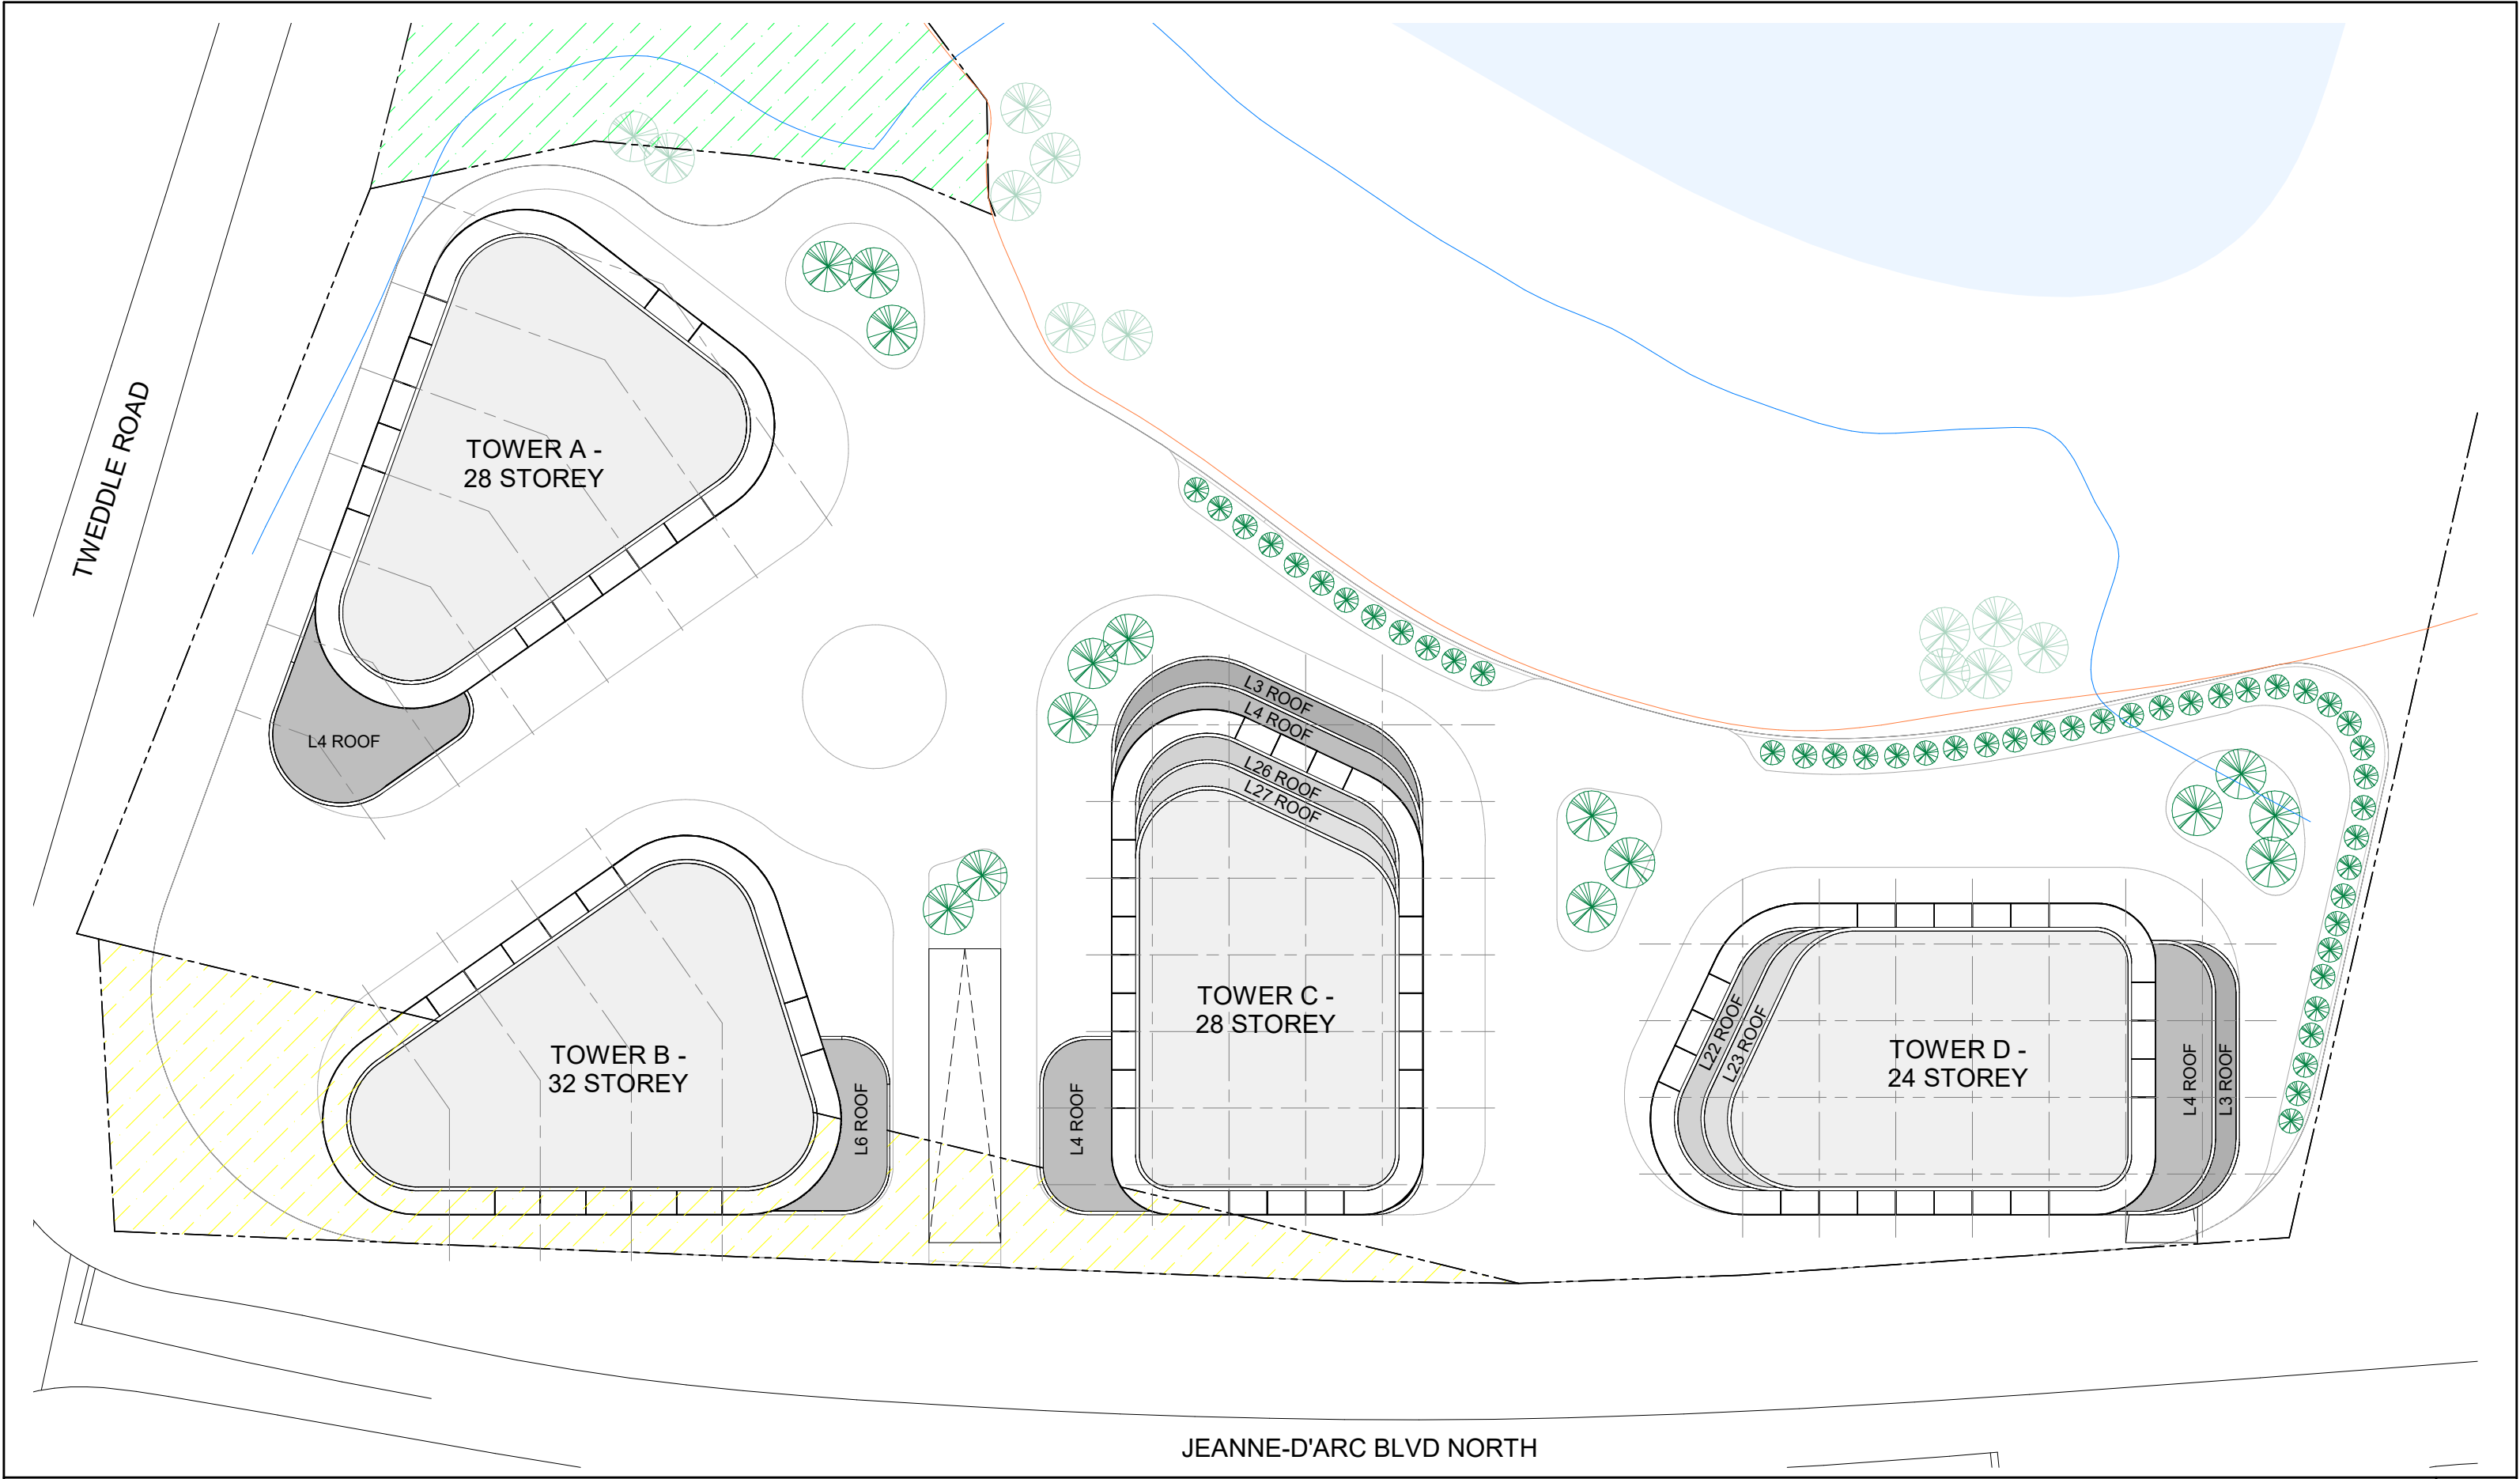 TWEDDLE ROAD
TOWER A -
28 STOREY
L4 ROOF
TOWER B -
32 STOREY
L6 ROOF
L3 ROOF
L4 ROOF
L26 ROOF
L27 ROOF
TOWER C -
28 STOREY
L4 ROOF
L22 ROOF
L23 ROOF
TOWER D -
24 STOREY
L4 ROOF
L3 ROOF
JEANNE-D'ARC BLVD NORTH